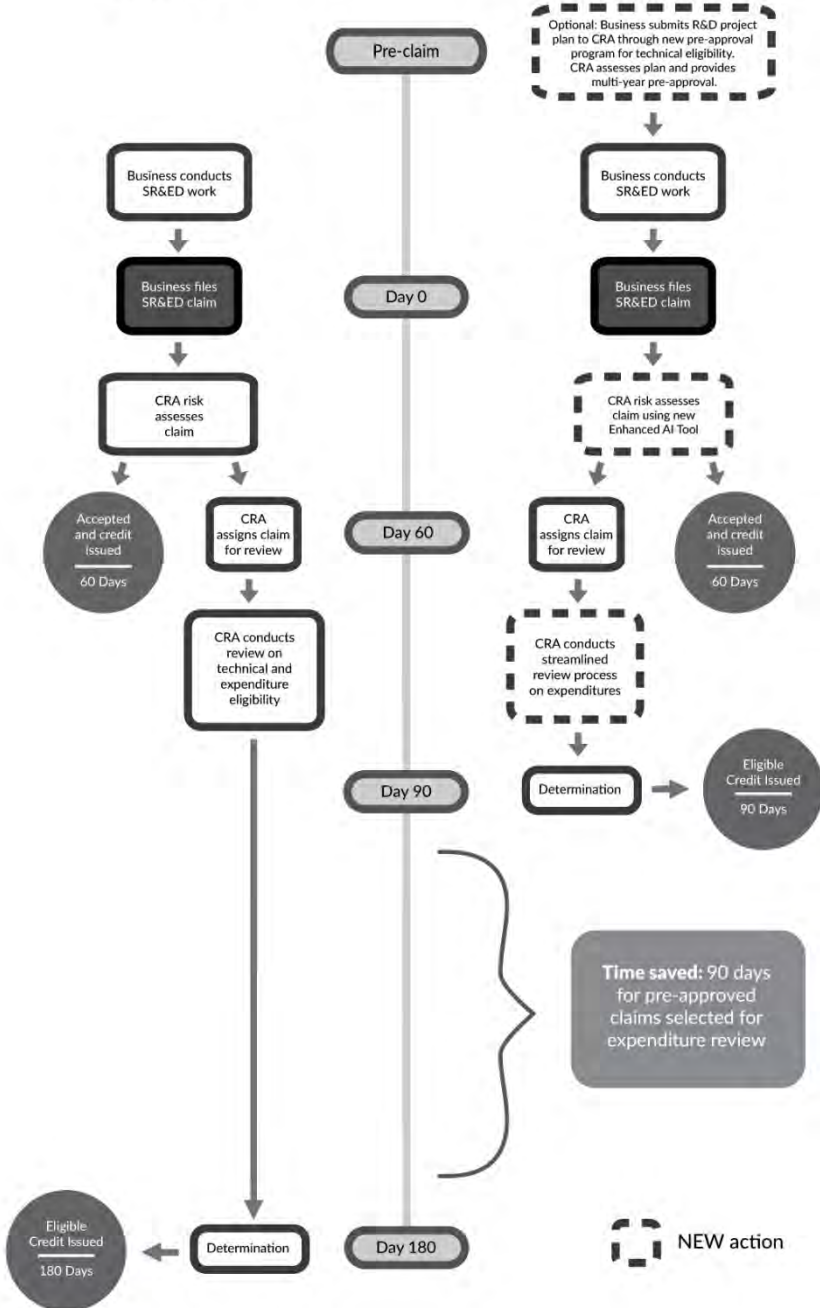 Pre-claim
Optional: Business submits R&D project
plan to CRA through new pre-approval
program for technical eligibility.
CRA assesses plan and provides
multi-year pre-approval.
Business conducts
SR&ED work
Business conducts
SR&ED work
Business files
SR&ED claim
Day 0
Business files
SR&ED claim
CRA risk
assesses
claim
CRA risk assesses
claim using new
Enhanced AI Tool
Accepted
and credit
issued
60 Days
CRA
assigns claim
for review
Day 60
CRA
assigns claim
for review
Accepted
and credit
issued
60 Days
CRA conducts
review on
technical and
expenditure
eligibility
CRA conducts
streamlined
review process
on expenditures
Day 90
Determination
Eligible
Credit Issued
90 Days
Time saved: 90 days
for pre-approved
claims selected for
expenditure review
Eligible
Credit Issued
180 Days
Determination
Day 180
NEW action